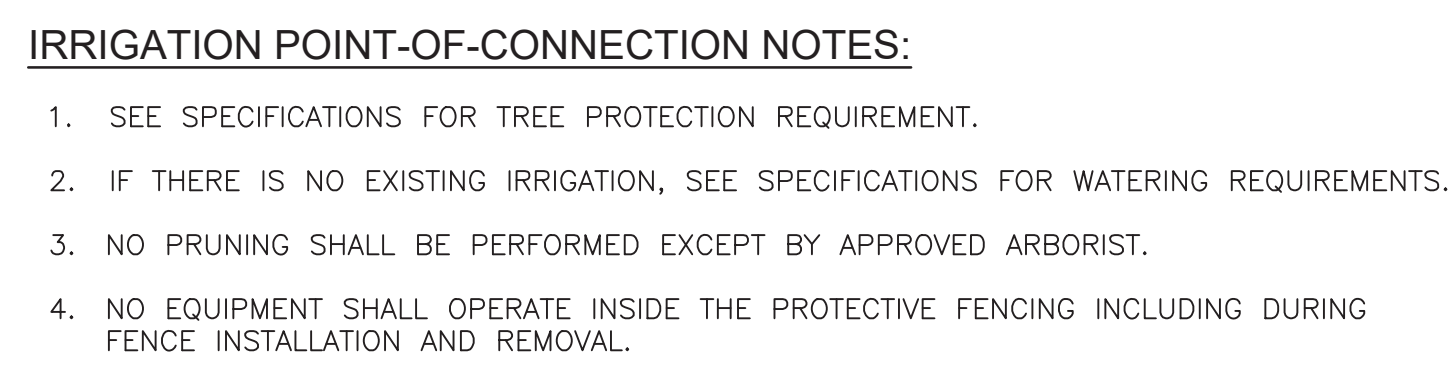 IRRIGATION POINT-OF-CONNECTION NOTES:
1. SEE SPECIFICATIONS FOR TREE PROTECTION REQUIREMENT.
2. IF THERE IS NO EXISTING IRRIGATION, SEE SPECIFICATIONS FOR WATERING REQUIREMENTS.
3. NO PRUNING SHALL BE PERFORMED EXCEPT BY APPROVED ARBORIST.
4. NO EQUIPMENT SHALL OPERATE INSIDE THE PROTECTIVE FENCING INCLUDING DURING
FENCE INSTALLATION AND REMOVAL.